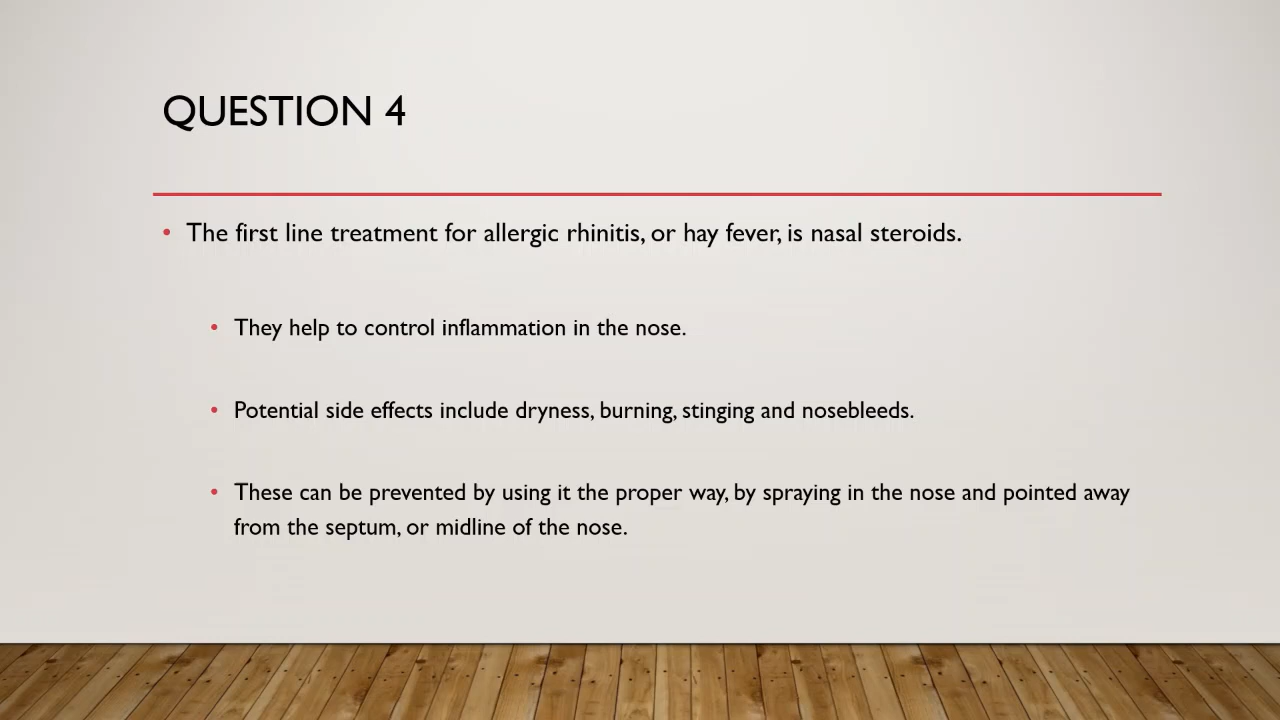 QUESTION 4
• The first line treatment for allergic rhinitis, or hay fever, is nasal steroids.
• They help to control inflammation in the nose.
• Potential side effects include dryness, burning, stinging and nosebleeds.
• These can be prevented by using it the proper way, by spraying in the nose and pointed away
from the septum, or midline of the nose.